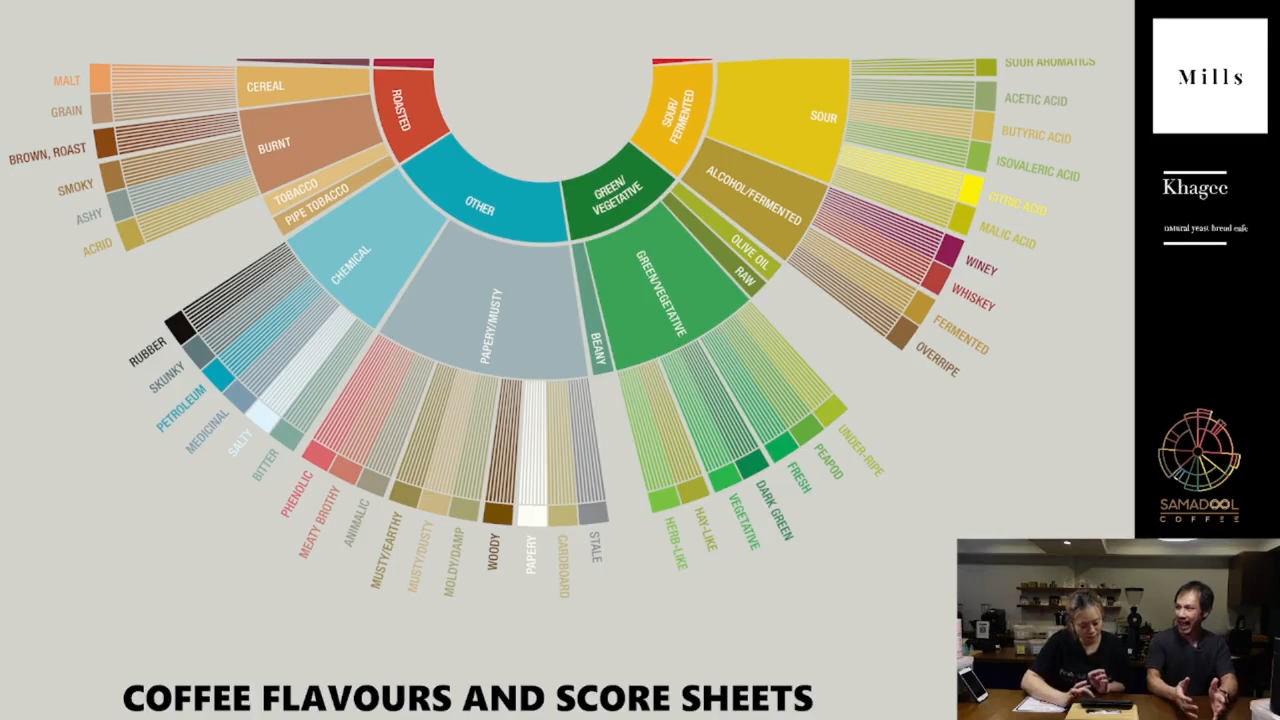 MALT
GRAIN
BROWN, ROAST
SMOKY
ASHY
ACRID
CEREAL
BURNT
TOBACCO
PIPE TOBACCO
ROASTED
OTHER
CHEMICAL
PAPERY/MUSTY
RUBBER
SKUNKY
PETROLEUM
MEDICINAL
SALTY
BITTER
PHENOLIC
MEATY BROTHY
ANIMALIC
MUSTY/EARTHY
MUSTY/DUSTY
MOLDY/DAMP
WOODY
PAPERY
CARDBOARD
STALE
GREEN/
VEGETATIVE
BEANY
GREEN/VEGETATIVE
RAW
OLIVE OIL
HERB-LIKE
HAY-LIKE
VEGETATIVE
DARK GREEN
FRESH
PEAPOD
UNDER-RIPE
SOUR/
FERMENTED
SOUR
ALCOHOL/FERMENTED
SOUR AROMATICS
ACETIC ACID
BUTYRIC ACID
ISOVALERIC ACID
CITRIC ACID
MALIC ACID
WINEY
WHISKEY
FERMENTED
OVERRIPE
COFFEE FLAVOURS AND SCORE SHEETS
Mills
Khagee
natural yeast bread cafe
SAMADOOL
COFFEE